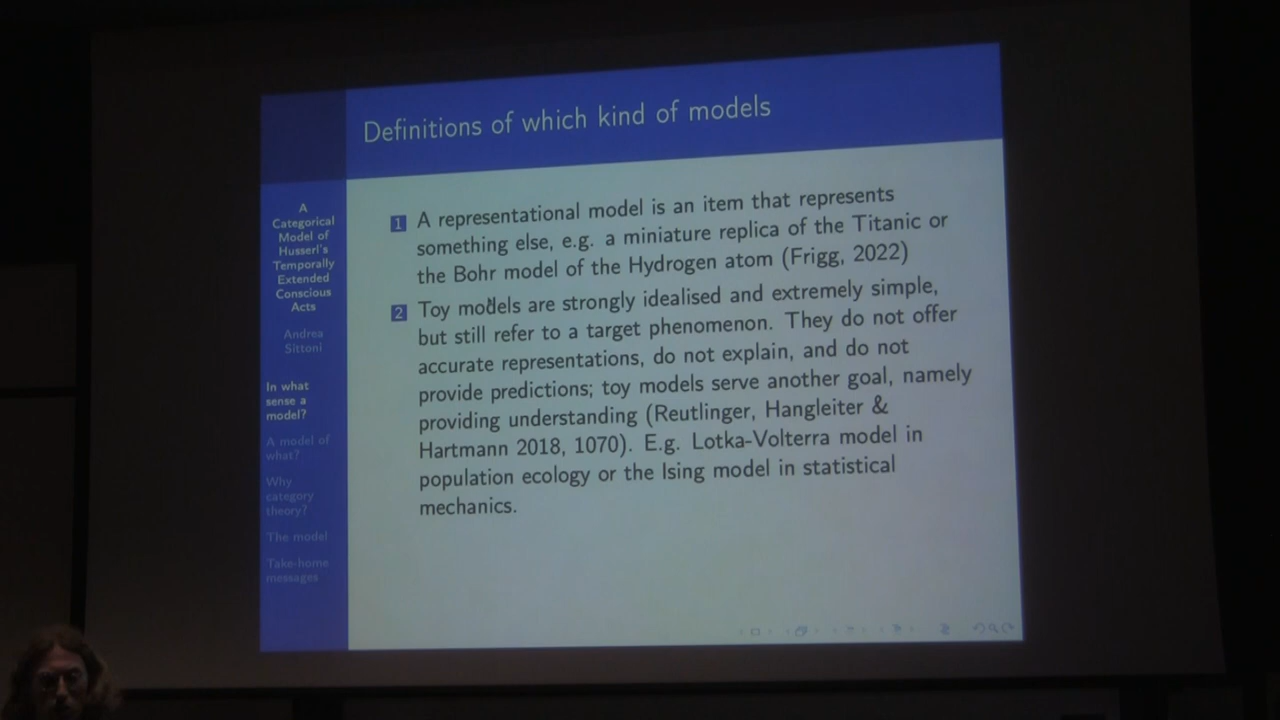 Definitions of which kind of models
A
Categorical
Model of
Husserl's
Temporally
Extended
Conscious
Acts
Andrea
Sittoni
In what
sense a
model?
A model of
what?
Why
category
theory?
The model
Take-home
messages
1 A representational model is an item that represents
something else, e.g. a miniature replica of the Titanic or
the Bohr model of the Hydrogen atom (Frigg, 2022)
2 Toy models are strongly idealised and extremely simple,
but still refer to a target phenomenon. They do not offer
accurate representations, do not explain, and do not
provide predictions; toy models serve another goal, namely
providing understanding (Reutlinger, Hangleiter &
Hartmann 2018, 1070). E.g. Lotka-Volterra model in
population ecology or the Ising model in statistical
mechanics.